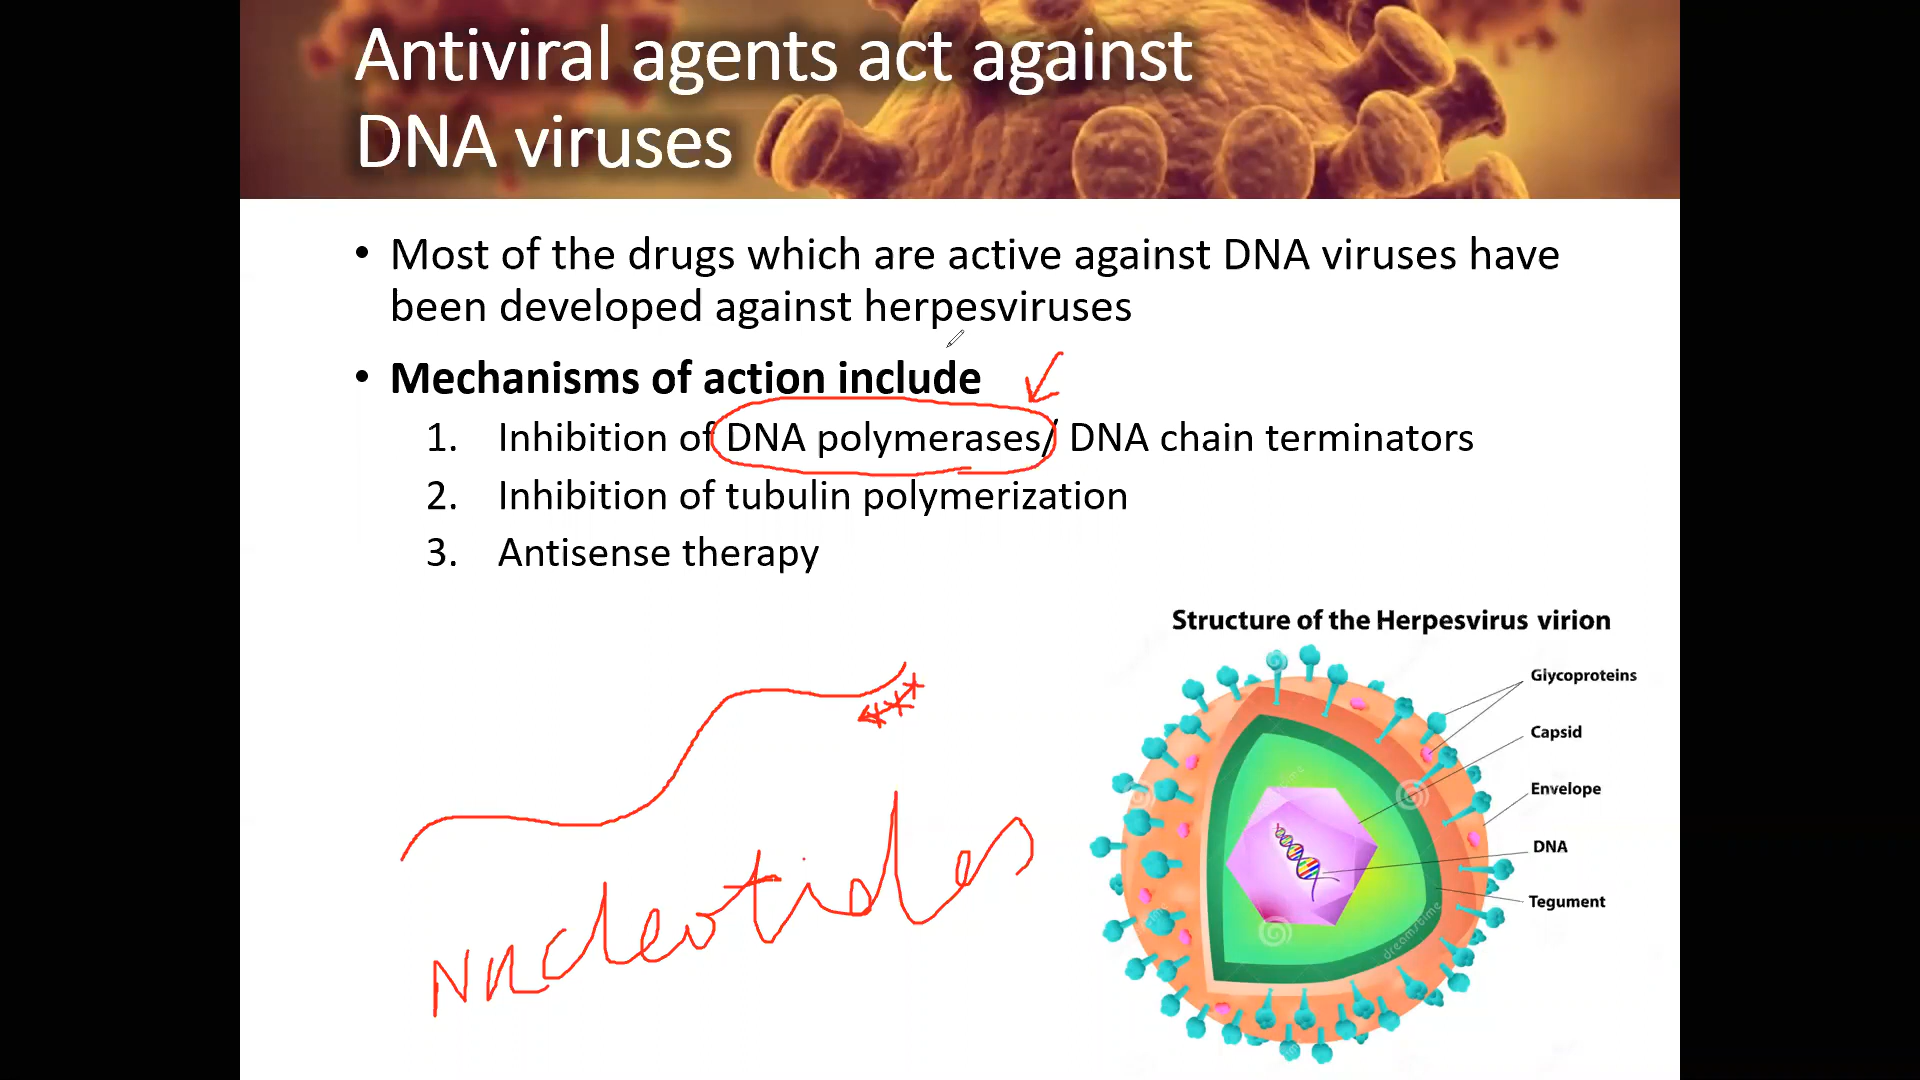 Antiviral agents act against
DNA viruses
• Most of the drugs which are active against DNA viruses have
been developed against herpesviruses
• Mechanisms of action include
1. Inhibition of DNA polymerases/ DNA chain terminators
2. Inhibition of tubulin polymerization
3. Antisense therapy
Nucleotides
Structure of the Herpesvirus virion
Glycoproteins
Capsid
Envelope
DNA
Tegument
dreamstime